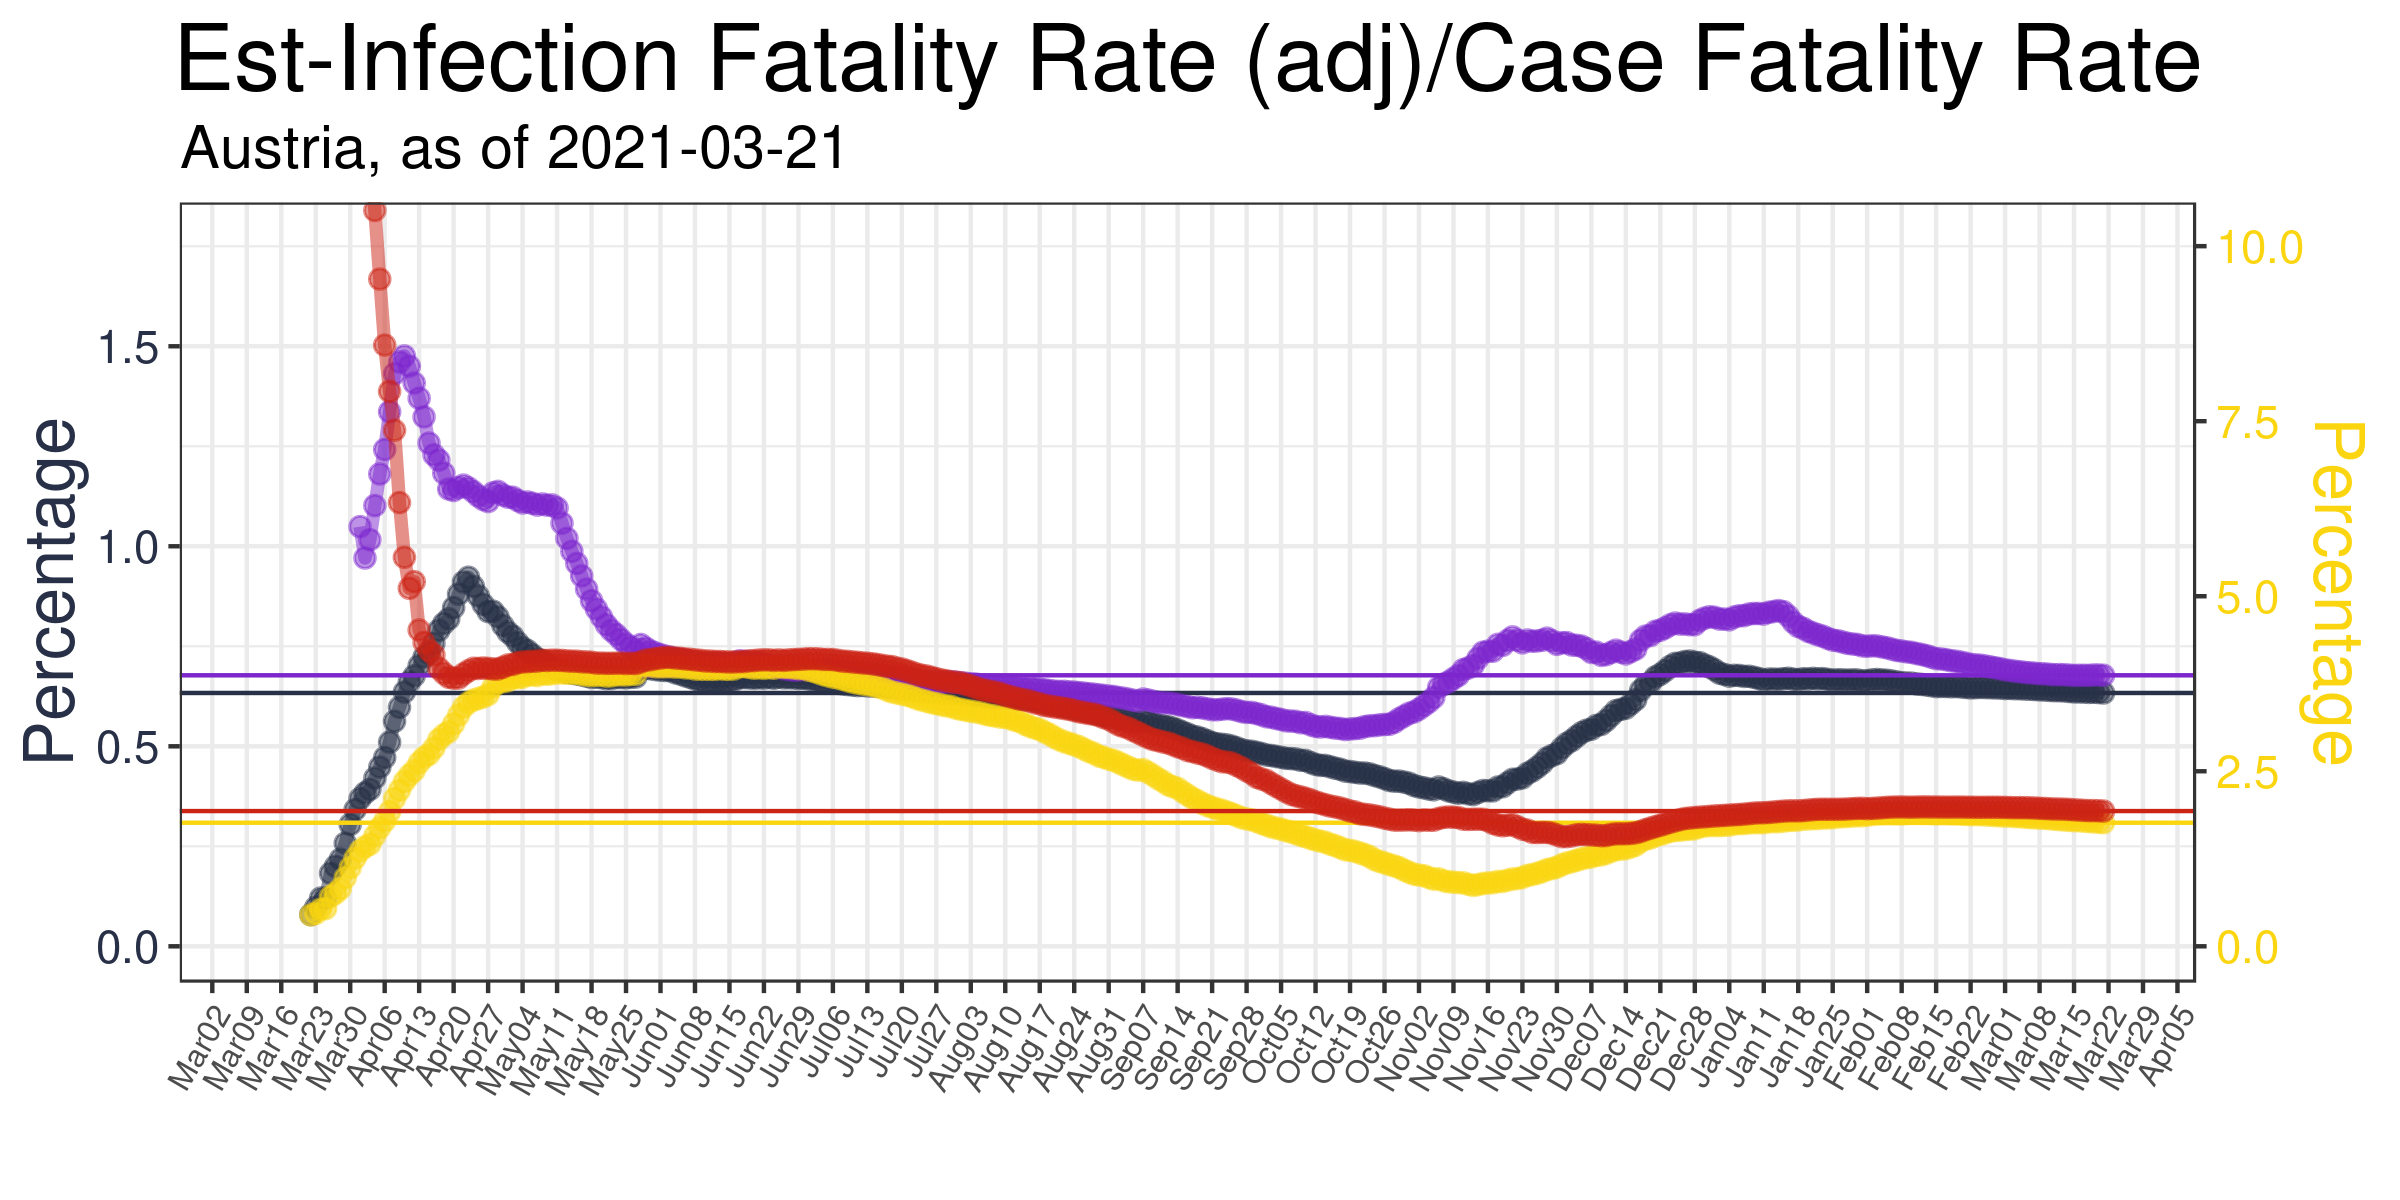 Est-Infection Fatality Rate (adj)/Case Fatality Rate
Austria, as of 2021-03-21
Percentage
1.5
1.0
0.5
0.0
10.0
7.5
5.0
2.5
0.0
Percentage
Mar02
Mar09
Mar16
Mar23
Mar30
Apr06
Apr13
Apr20
Apr27
May04
May11
May18
May25
Jun01
Jun08
Jun15
Jun22
Jun29
Jul06
Jul13
Jul20
Jul27
Aug03
Aug10
Aug17
Aug24
Aug31
Sep07
Sep14
Sep21
Sep28
Oct05
Oct12
Oct19
Oct26
Nov02
Nov09
Nov16
Nov23
Nov30
Dec07
Dec14
Dec21
Dec28
Jan04
Jan11
Jan18
Jan25
Feb01
Feb08
Feb15
Feb22
Mar01
Mar08
Mar15
Mar22
Mar29
Apr05